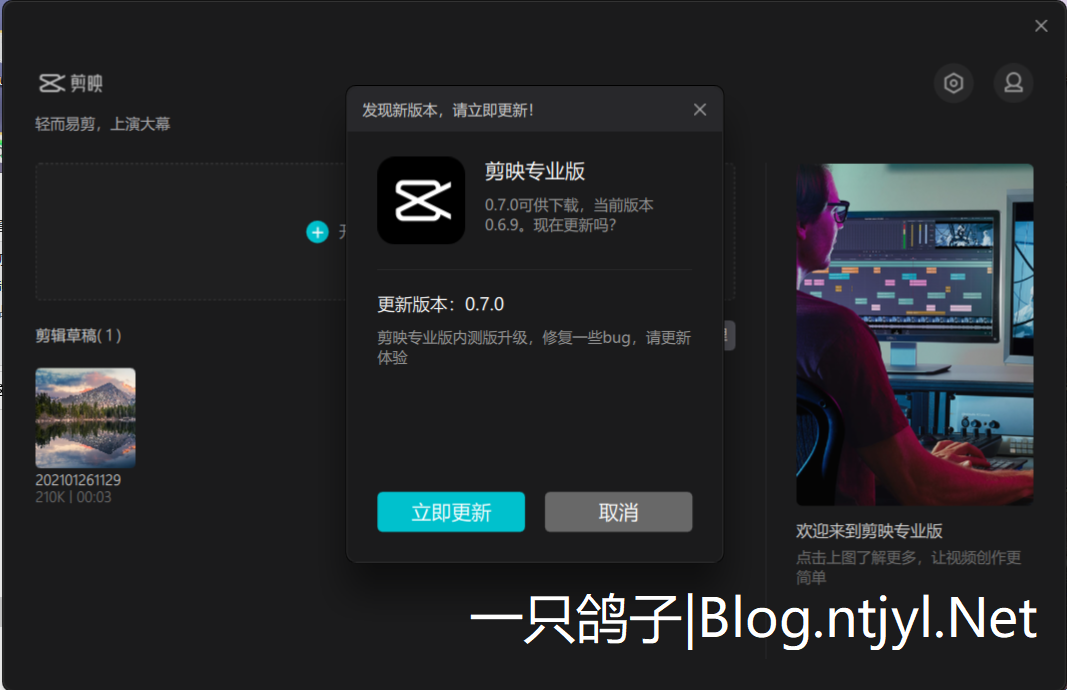 剪映
轻而易剪，上演大幕
发现新版本，请立即更新！
剪映专业版
0.7.0可供下载，当前版本
0.6.9。现在更新吗？
更新版本：0.7.0
剪映专业版内测版升级，修复一些bug，请更新
体验
立即更新
取消
剪辑草稿( 1 )
202101261129
210K | 00:03
欢迎来到剪映专业版
点击上图了解更多，让视频创作更
简单
一只鸽子|Blog.ntjyl.Net